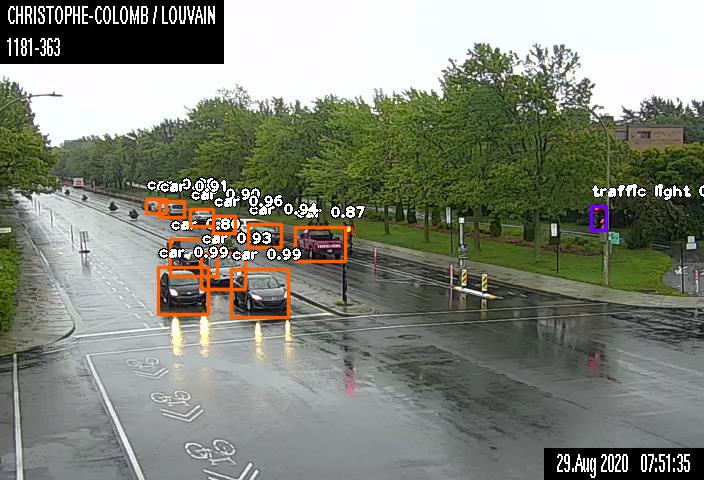 CHRISTOPHE-COLOMB / LOUVAIN
1181-363
car 0.91
car 0.90
car 0.96
car 0.94
car 0.87
traffic light 0
car 0.93
car 0.99
car 0.99
29.Aug 2020 07:51:35